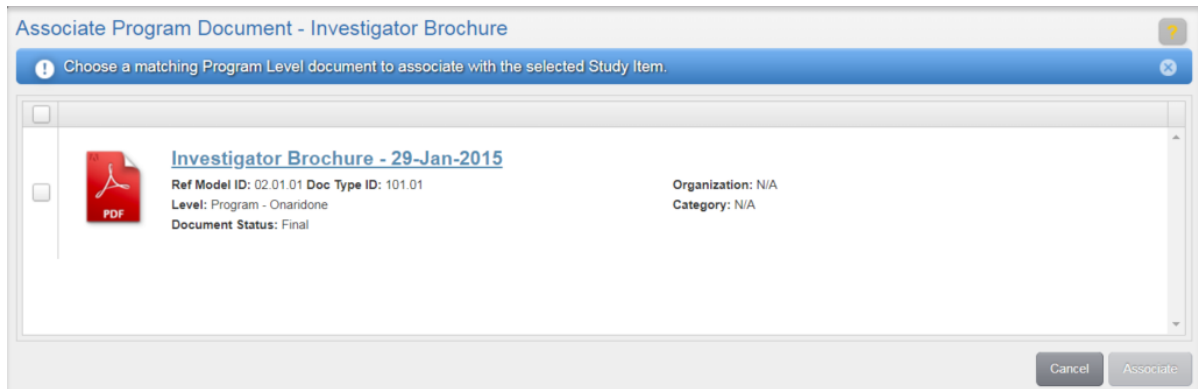 Associate Program Document - Investigator Brochure
?
! Choose a matching Program Level document to associate with the selected Study Item.
Investigator Brochure - 29-Jan-2015
Ref Model ID: 02.01.01 Doc Type ID: 101.01
Organization: N/A
Level: Program - Onaridone
Category: N/A
Document Status: Final
PDF
Cancel Associate